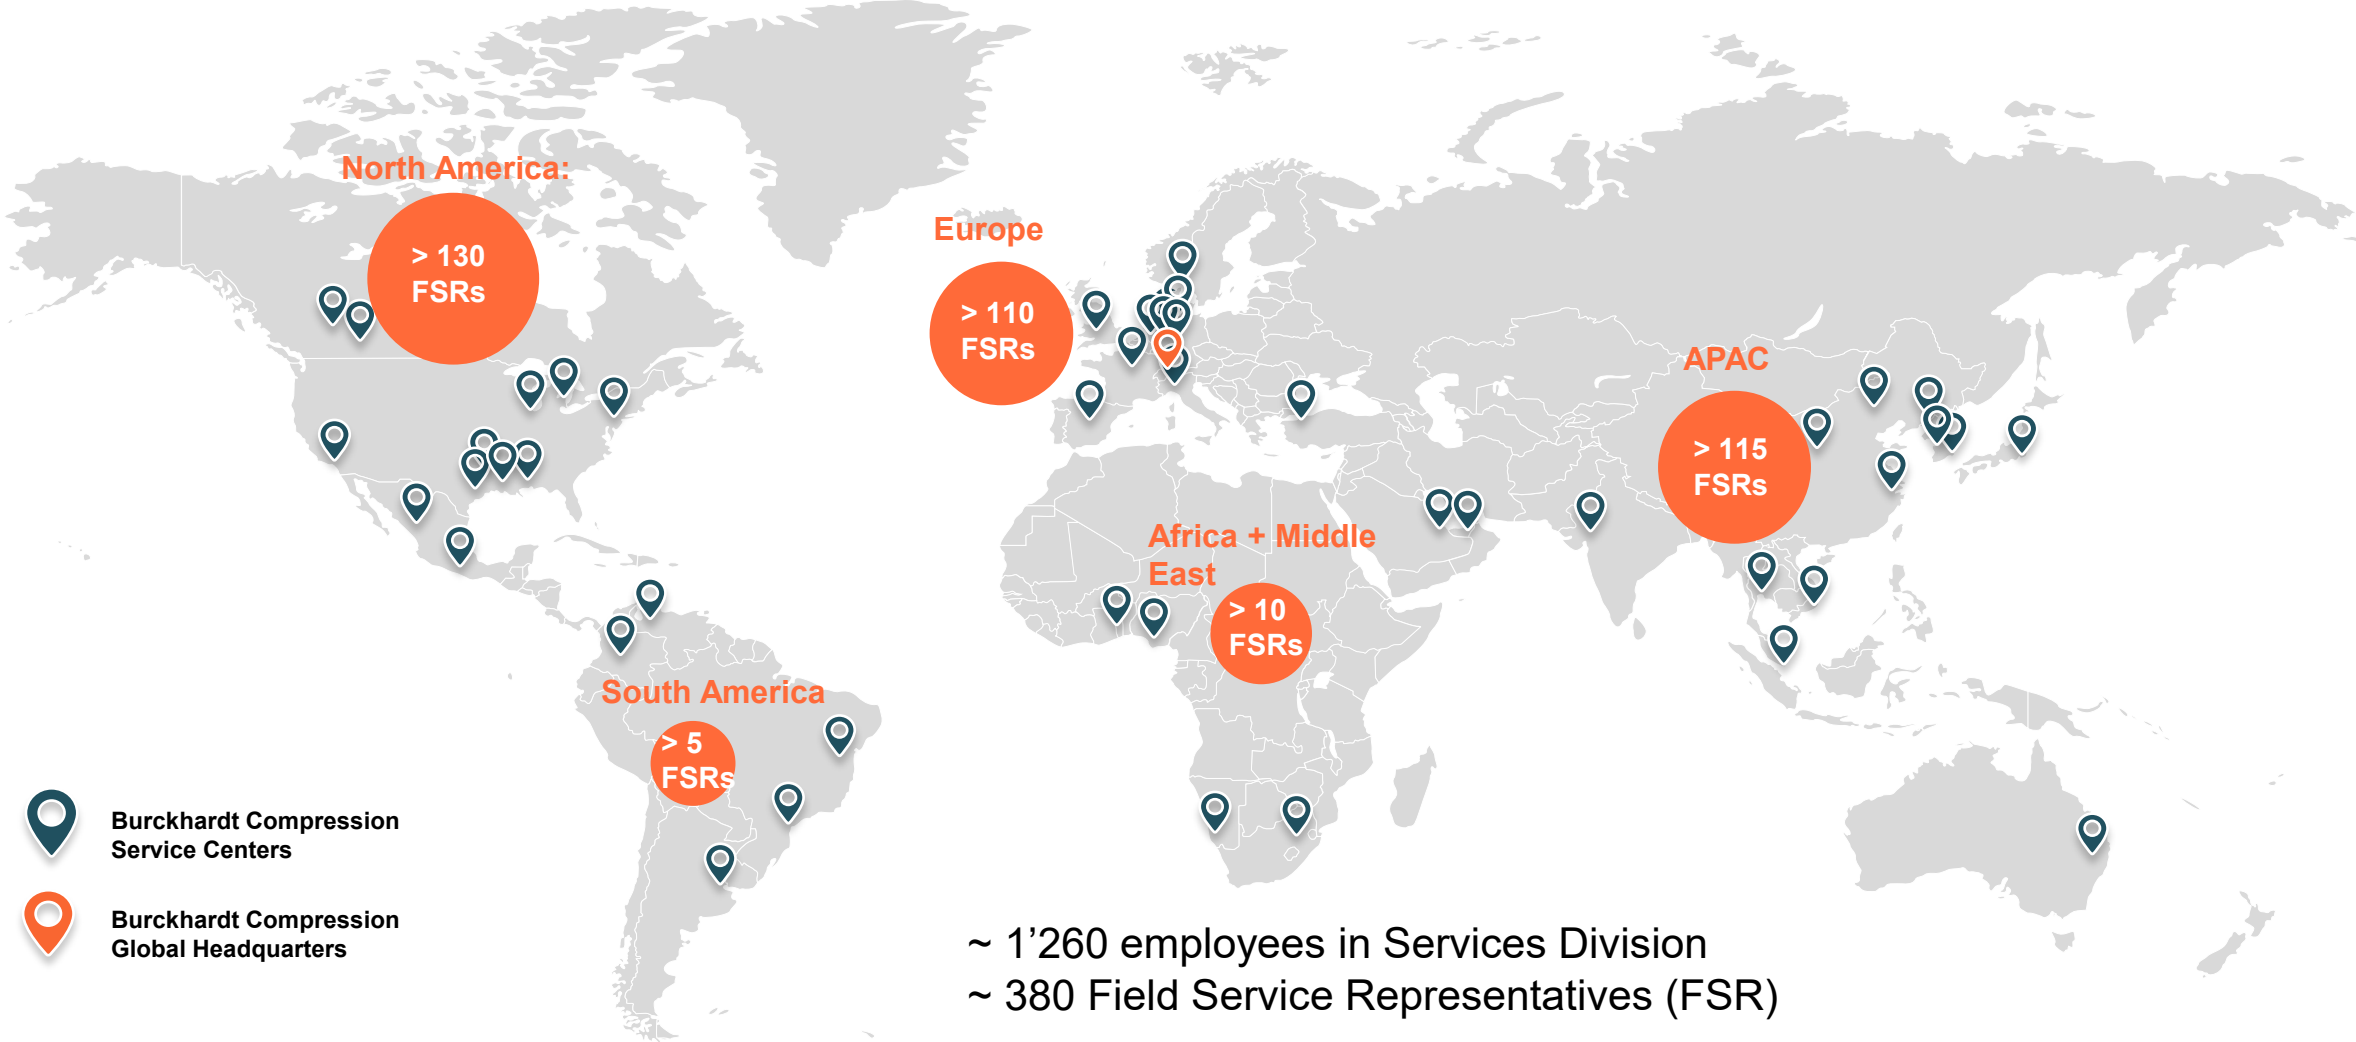 North America:
> 130
FSRs
Europe
> 110
FSRs
APAC
> 115
FSRs
Africa + Middle
East
> 10
FSRs
South America
> 5
FSRs
Burckhardt Compression
Service Centers
Burckhardt Compression
Global Headquarters
~ 1’260 employees in Services Division
~ 380 Field Service Representatives (FSR)